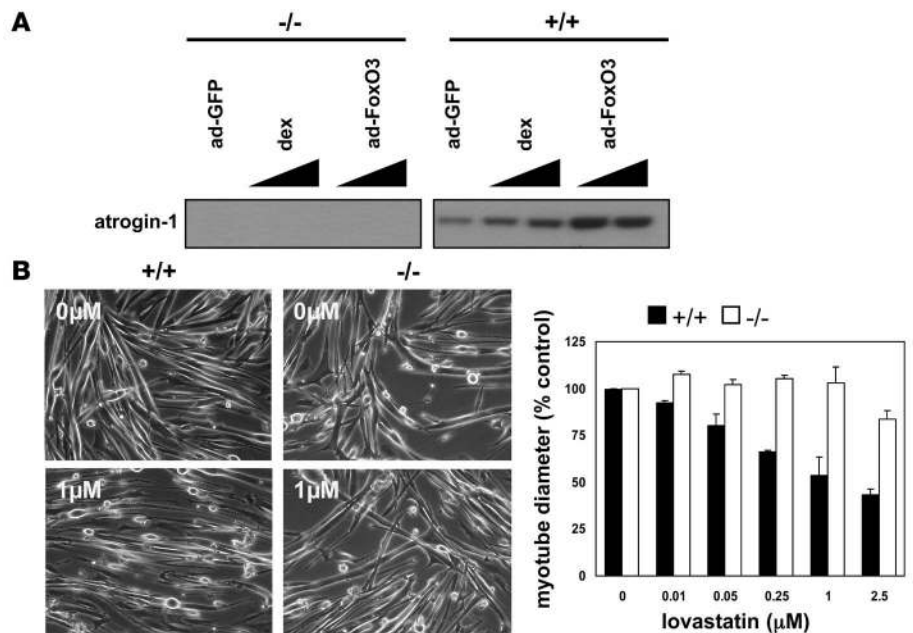 A
-/-
+/+
ad-GFP
dex
ad-FoxO3
ad-GFP
dex
ad-FoxO3
atrogin-1
B
+/+
-/-
0µM
0µM
1µM
1µM
+/+
-/-
myotube diameter (% control)
125
100
75
50
25
0
0
0.01
0.05
0.25
1
2.5
lovastatin (µM)